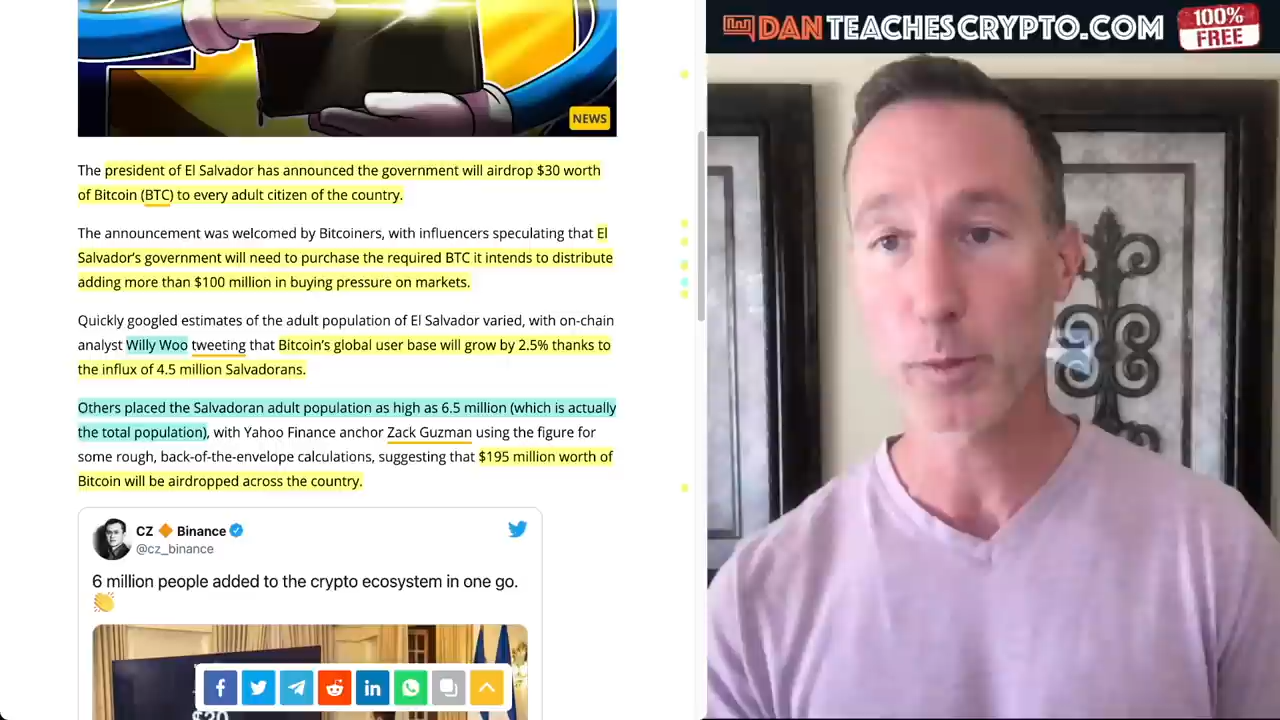 DANTEACHESCRYPTO.COM
100%
FREE
NEWS
The president of El Salvador has announced the government will airdrop $30 worth
of Bitcoin (BTC) to every adult citizen of the country.
The announcement was welcomed by Bitcoiners, with influencers speculating that El
Salvador's government will need to purchase the required BTC it intends to distribute
adding more than $100 million in buying pressure on markets.
Quickly googled estimates of the adult population of El Salvador varied, with on-chain
analyst Willy Woo tweeting that Bitcoin's global user base will grow by 2.5% thanks to
the influx of 4.5 million Salvadorans.
Others placed the Salvadoran adult population as high as 6.5 million (which is actually
the total population), with Yahoo Finance anchor Zack Guzman using the figure for
some rough, back-of-the-envelope calculations, suggesting that $195 million worth of
Bitcoin will be airdropped across the country.
CZ 🔶 Binance
@cz_binance
6 million people added to the crypto ecosystem in one go.
👏